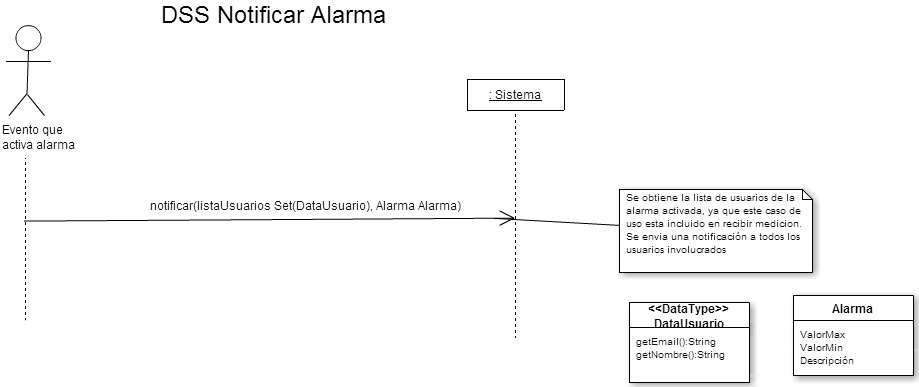 DSS Notificar Alarma
: Sistema
Evento que
activa alarma
notificar(listaUsuarios Set(DataUsuario), Alarma Alarma)
Se obtiene la lista de usuarios de la
alarma activada, ya que este caso de
uso esta incluido en recibir medicion.
Se envia una notificación a todos los
usuarios involucrados
<<DataType>>
DataUsuario
getEmail():String
getNombre():String
Alarma
ValorMax
ValorMin
Descripción